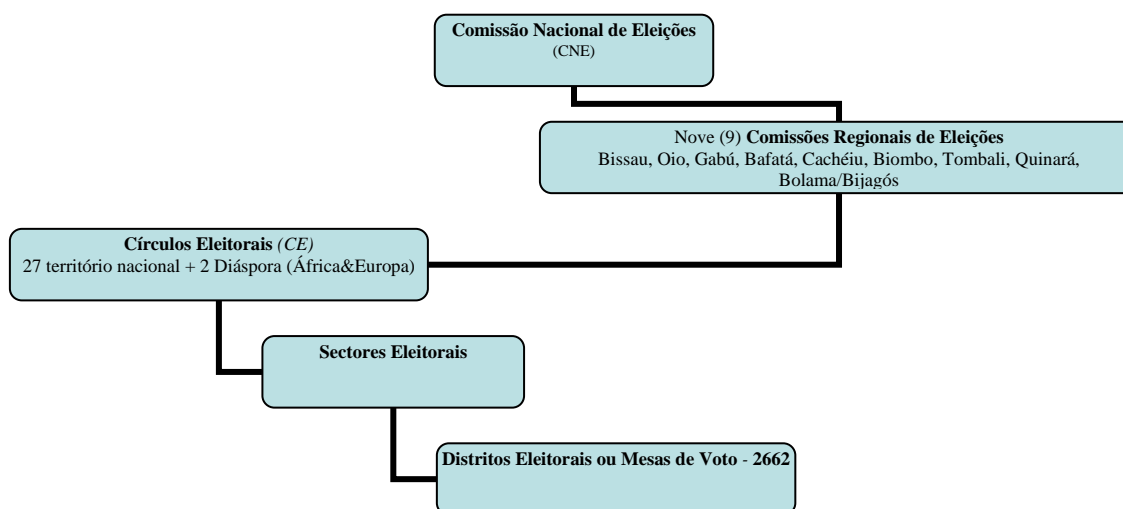 Comissão Nacional de Eleições
(CNE)
Nove (9) Comissões Regionais de Eleições
Bissau, Oio, Gabú, Bafatá, Cachéiu, Biombo, Tombali, Quinará,
Bolama/Bijagós
Círculos Eleitorais (CE)
27 território nacional + 2 Diáspora (África&Europa)
Sectores Eleitorais
Distritos Eleitorais ou Mesas de Voto - 2662